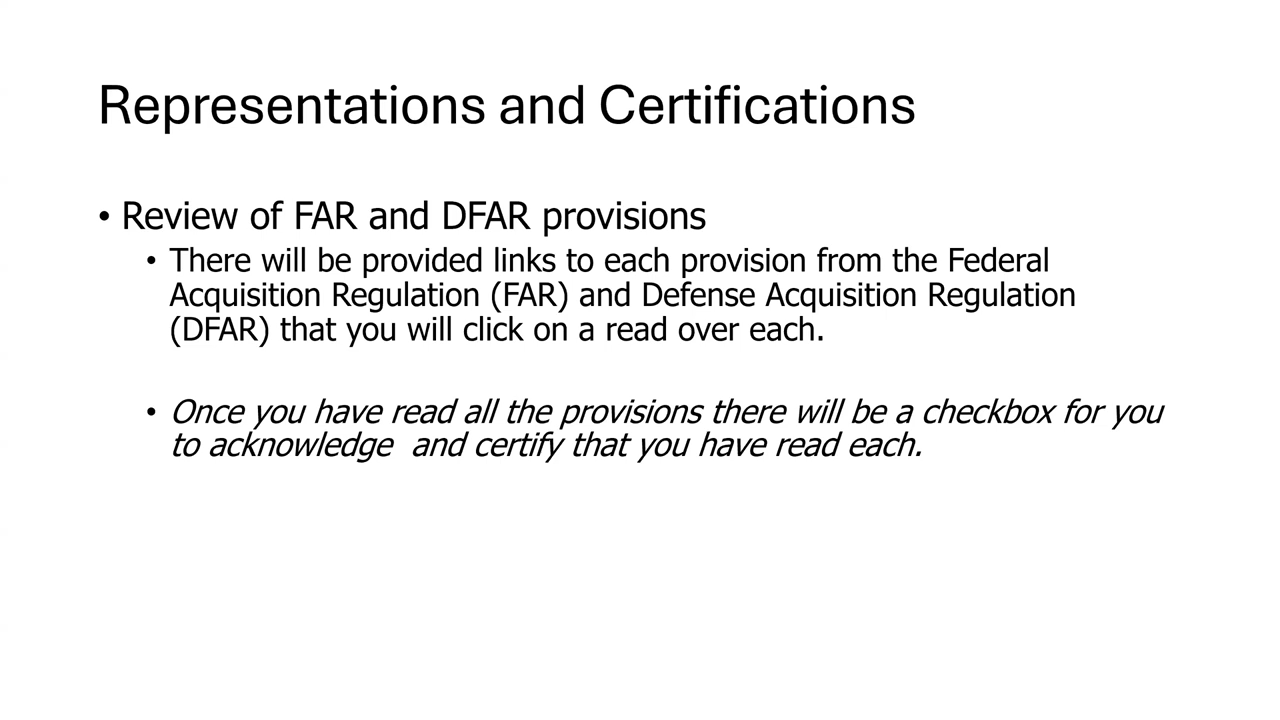 Representations and Certifications
• Review of FAR and DFAR provisions
• There will be provided links to each provision from the Federal
Acquisition Regulation (FAR) and Defense Acquisition Regulation
(DFAR) that you will click on a read over each.
• Once you have read all the provisions there will be a checkbox for you
to acknowledge  and certify that you have read each.